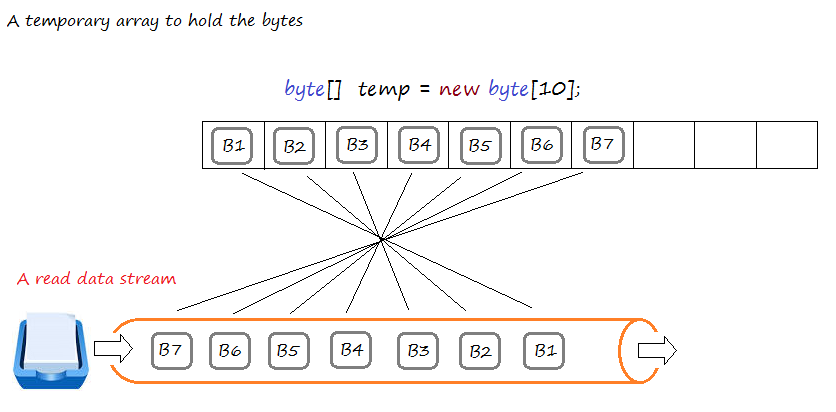 A temporary array to hold the bytes
byte[] temp = new byte[10];
B1 B2 B3 B4 B5 B6 B7
A read data stream
B7 B6 B5 B4 B3 B2 B1